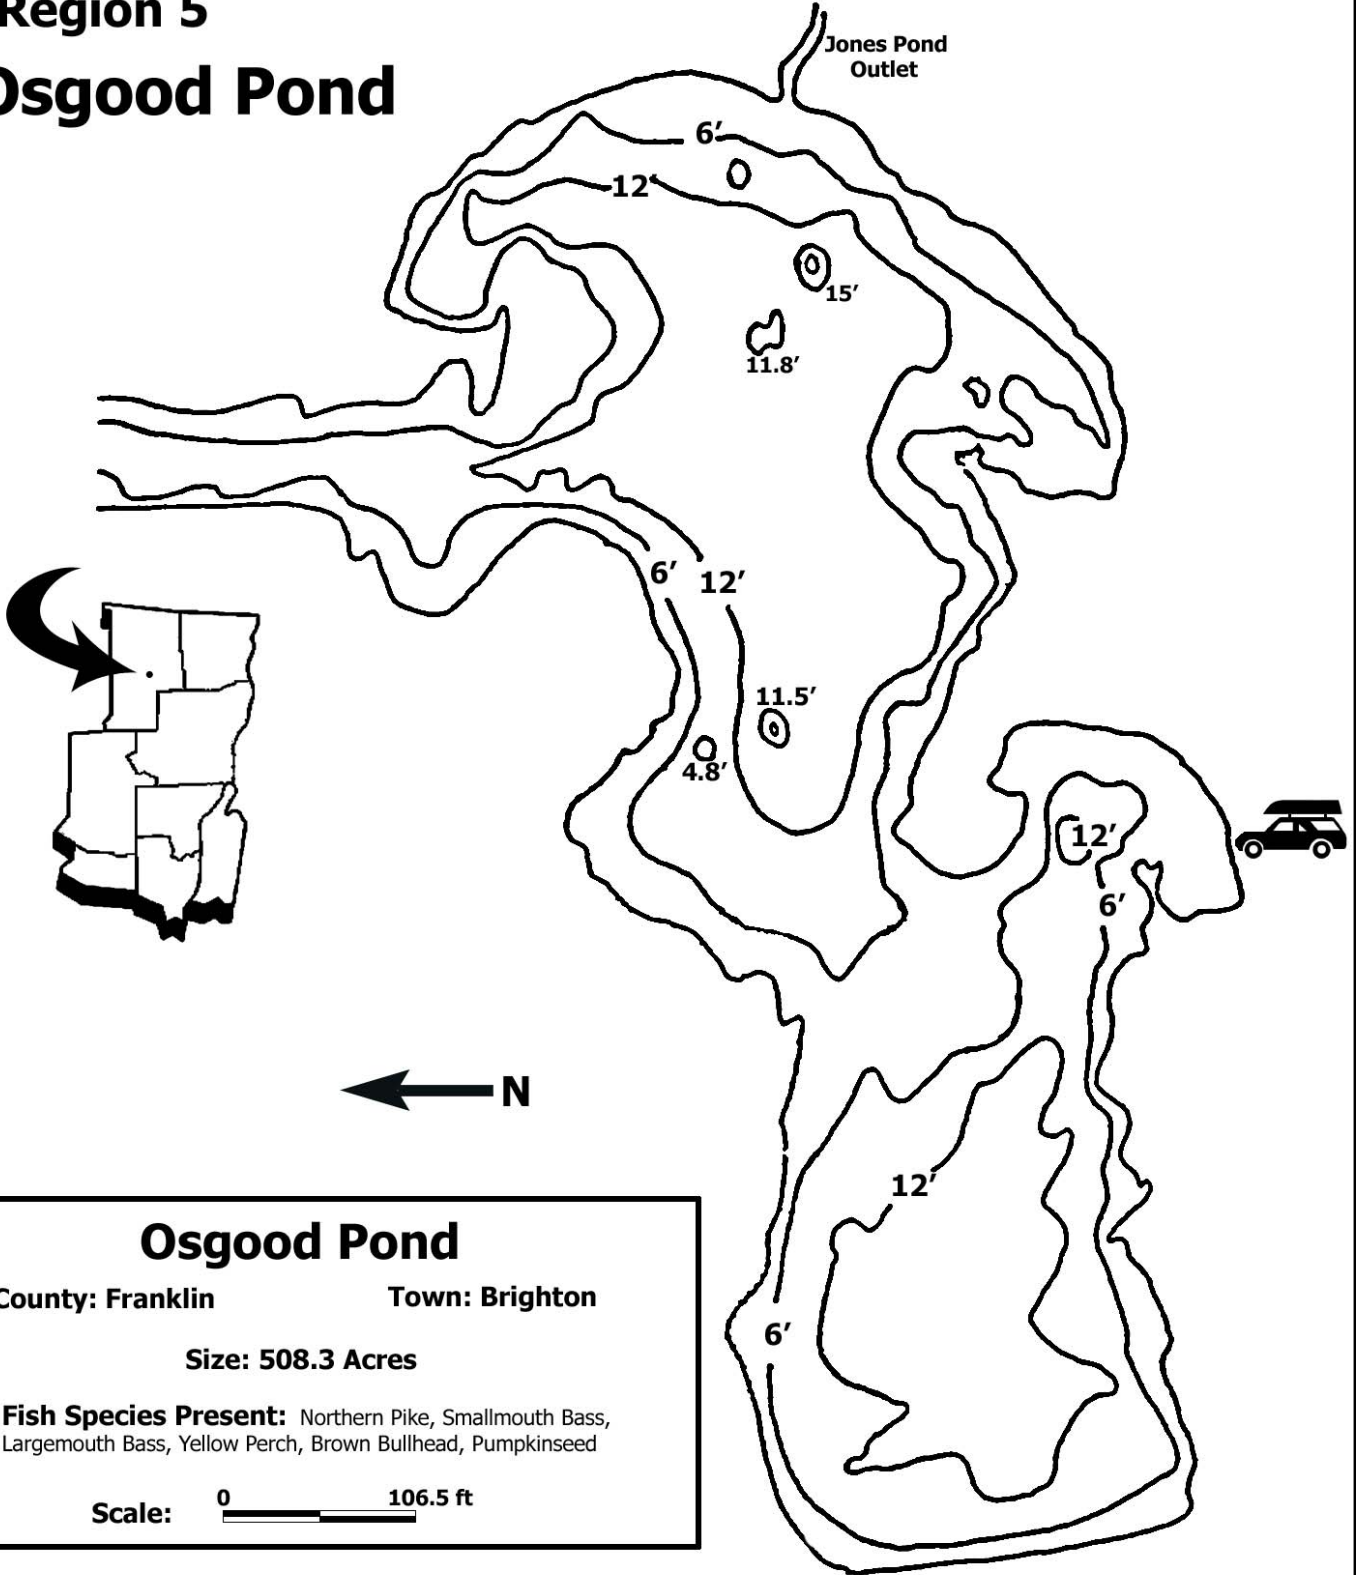 Region 5
Osgood Pond
Jones Pond
Outlet
6’
12’
15’
11.8’
6’
12’
11.5’
4.8’
12’
6’
N
12’
6’
Osgood Pond
County: Franklin
Town: Brighton
Size: 508.3 Acres
Fish Species Present: Northern Pike, Smallmouth Bass,
Largemouth Bass, Yellow Perch, Brown Bullhead, Pumpkinseed
Scale: 0 106.5 ft